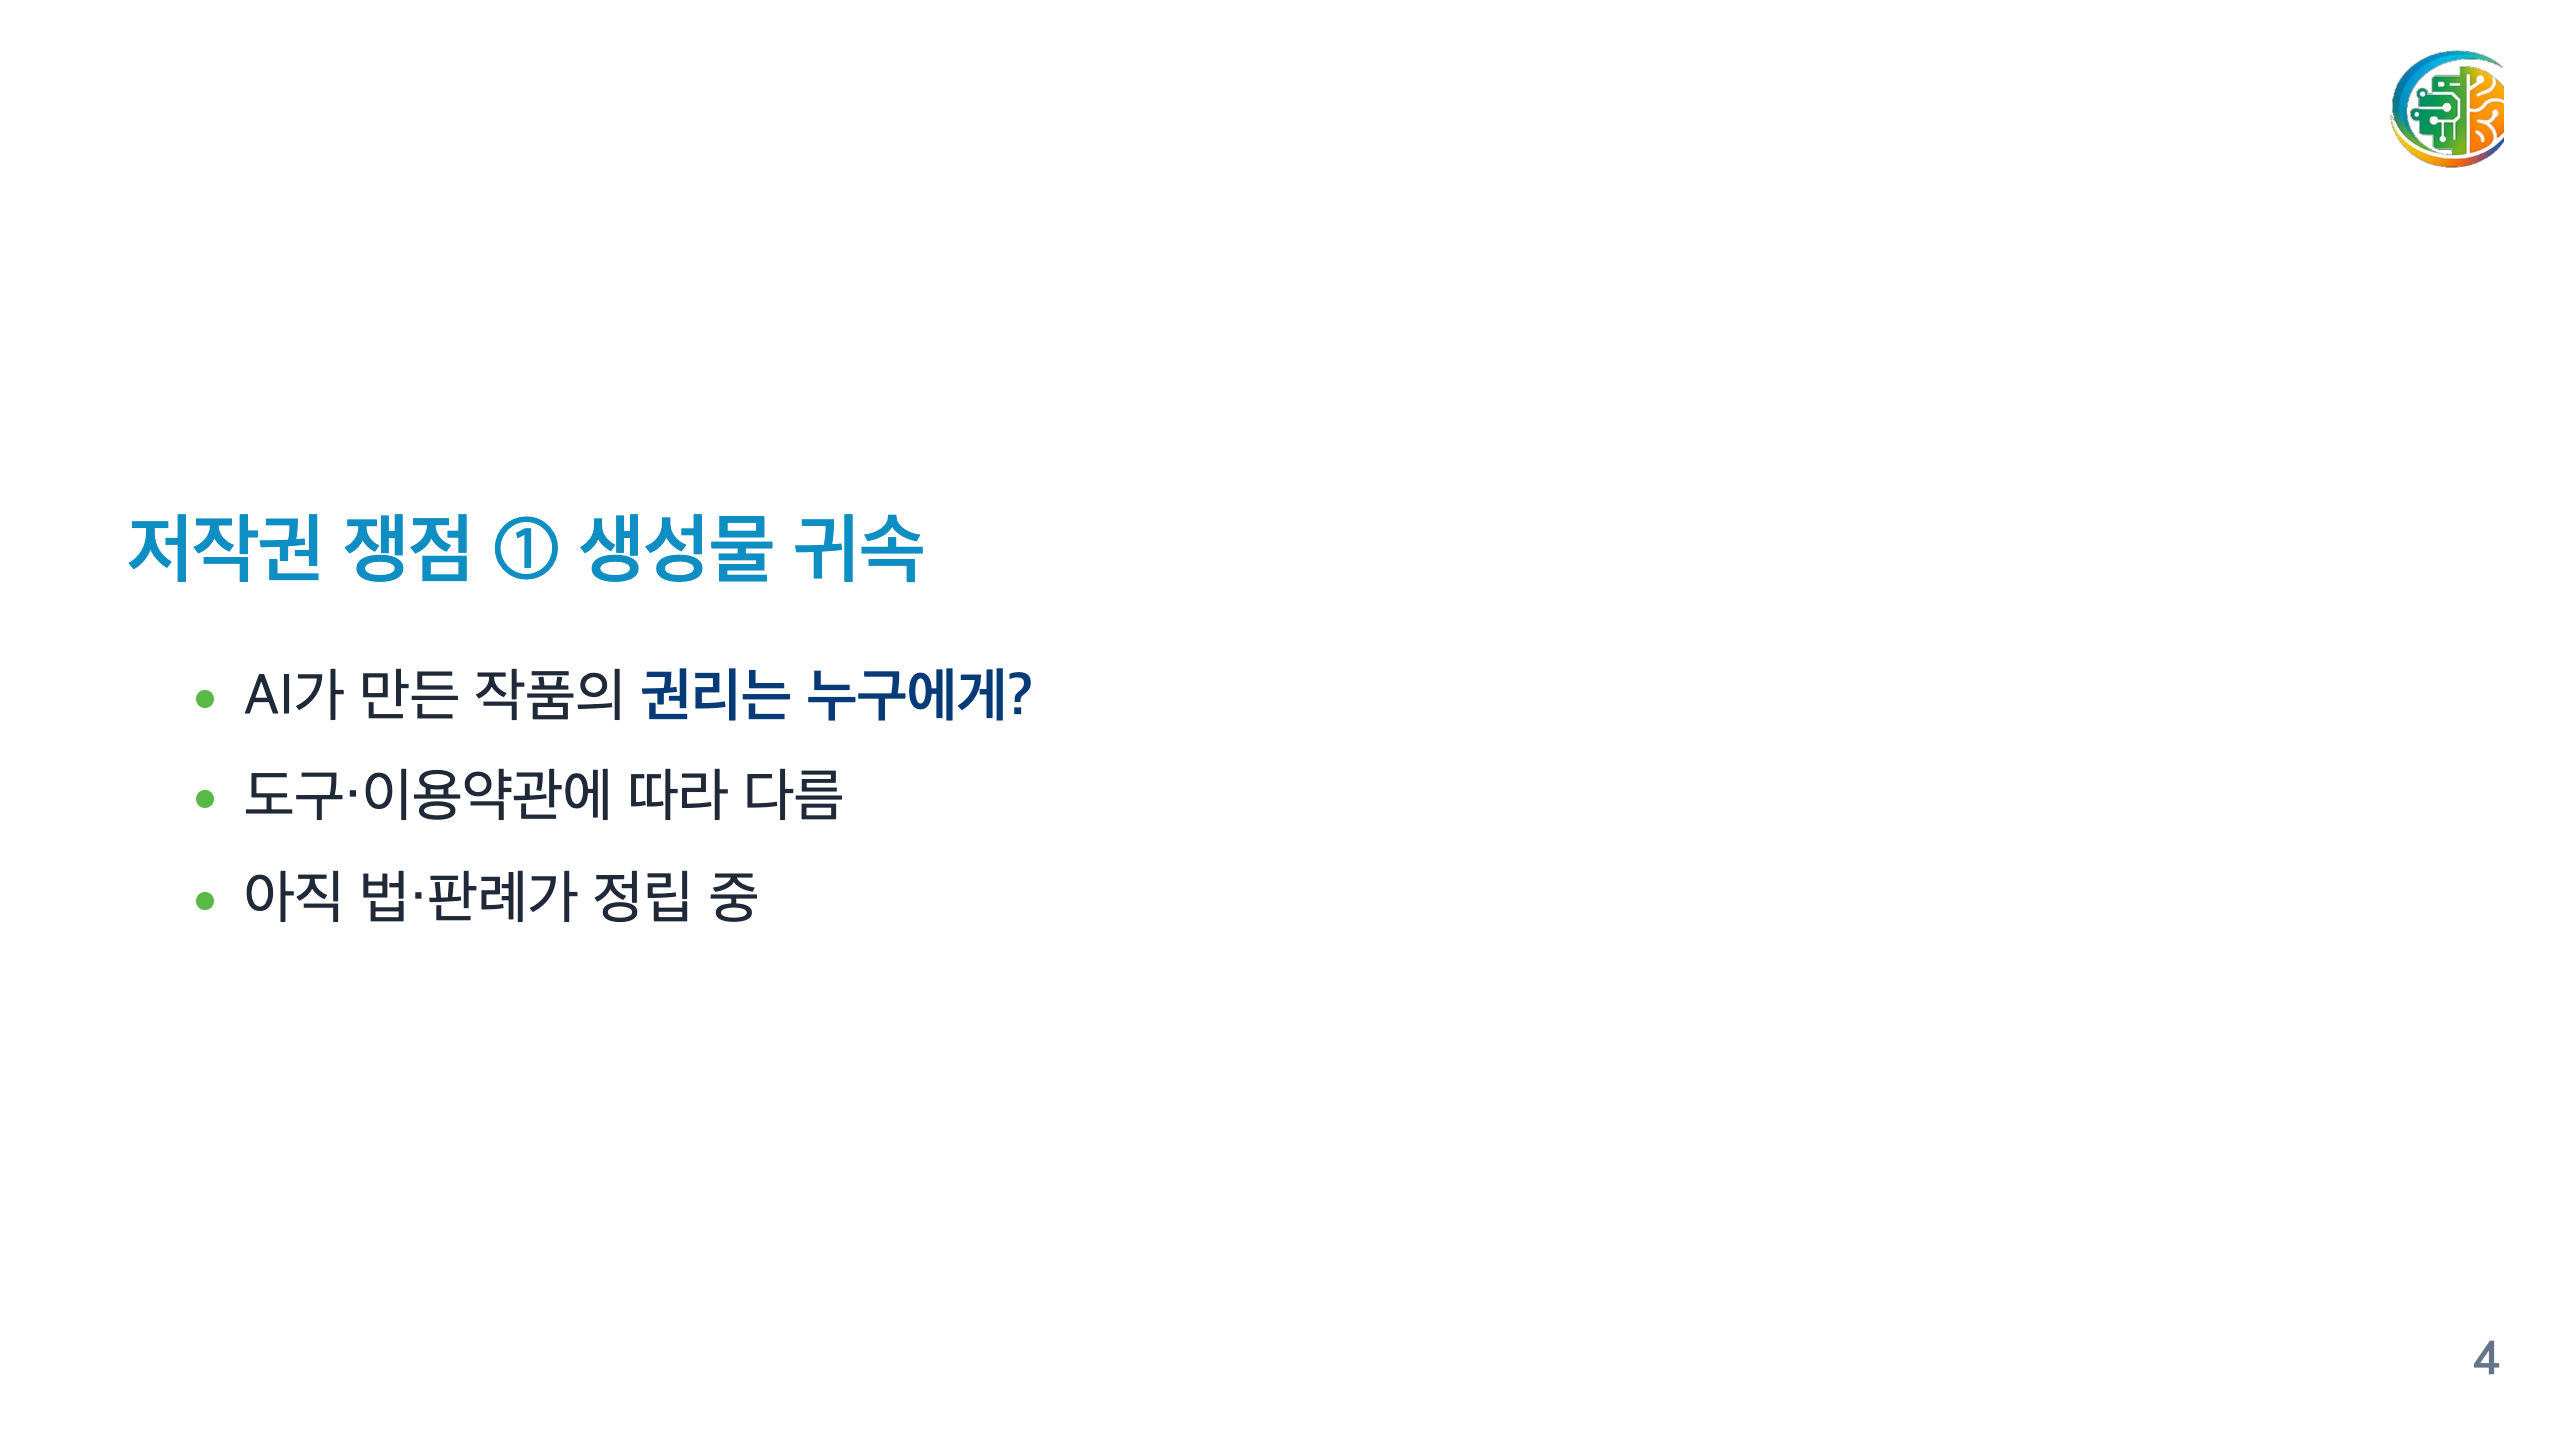 저작권 쟁점 ① 생성물 귀속
• AI가 만든 작품의 권리는 누구에게?
• 도구·이용약관에 따라 다름
• 아직 법·판례가 정립 중
4